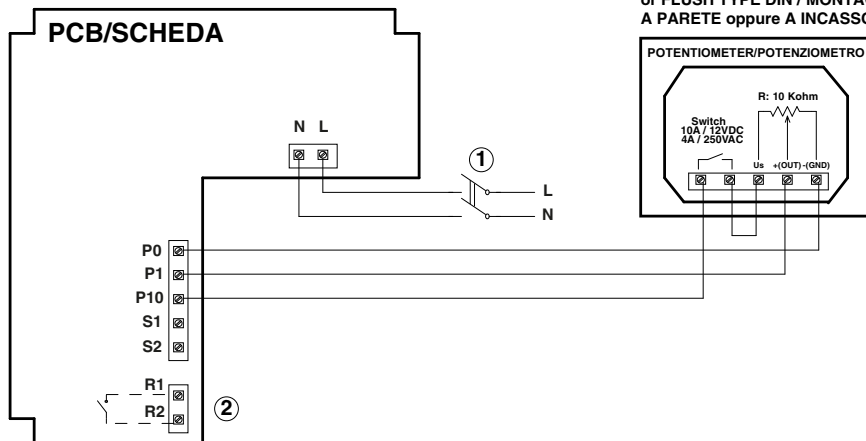 or FLUSH TYPE DIN / MONTA
A PARETE oppure A INCASSO
PCB/SCHEDA
POTENTIOMETER/POTENZIOMETRO
R: 10 Kohm
Switch
10A / 12VDC
4A / 250VAC
Us +(OUT) -(GND)
N L
1
L
N
P0
P1
P10
S1
S2
R1
R2
2